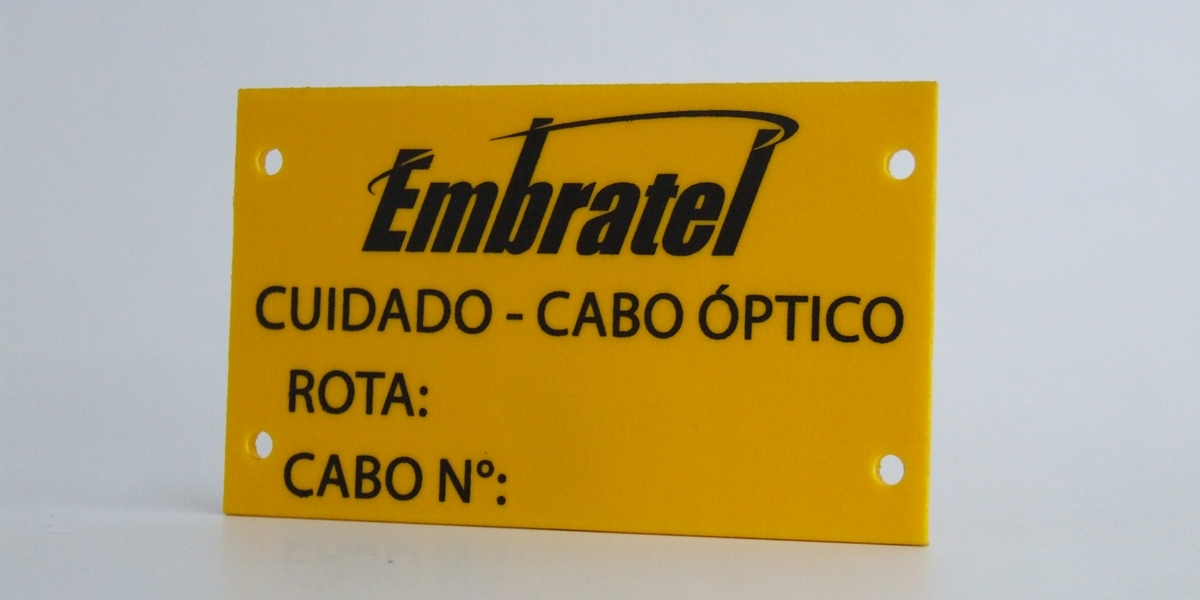 Embratel
CUIDADO - CABO ÓPTICO
ROTA:
CABO Nº: